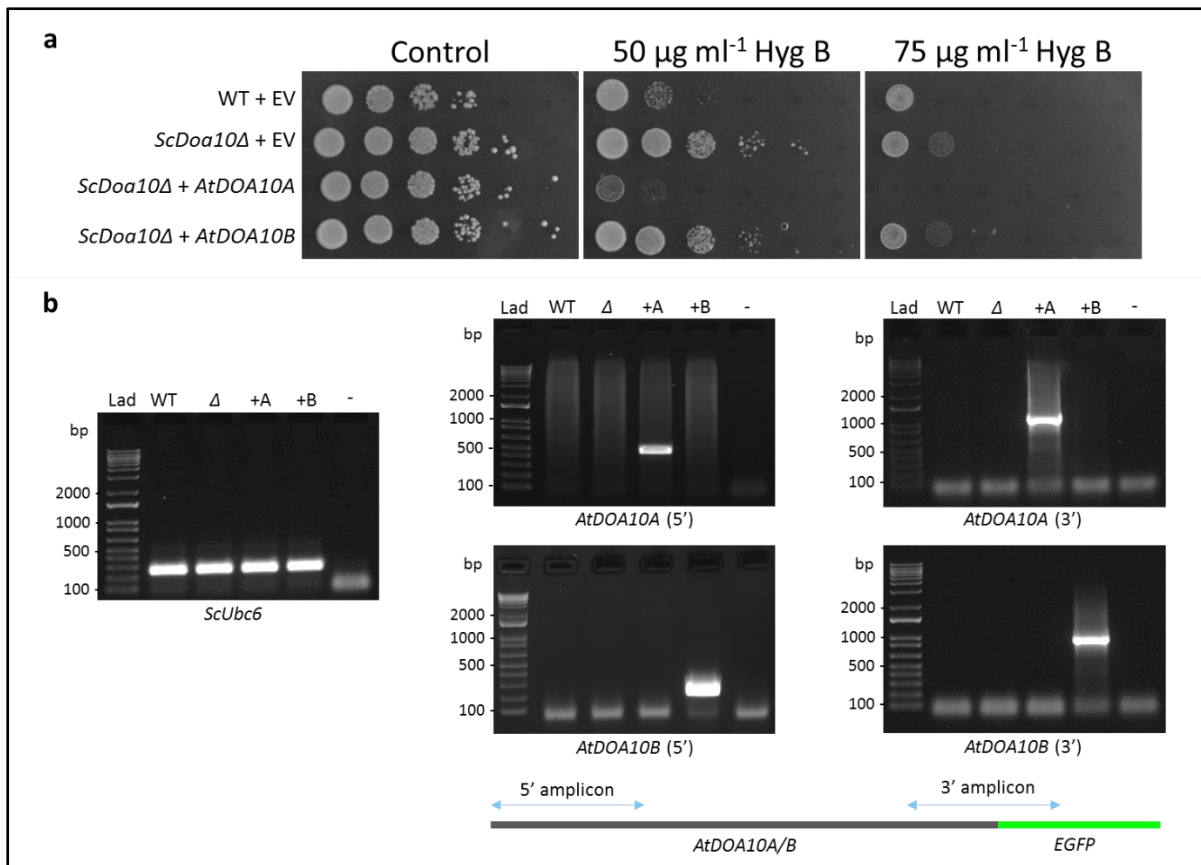 a
Control 50 µg ml-1 Hyg B 75 µg ml-1 Hyg B
WT + EV
ScDoa10Δ + EV
ScDoa10Δ + AtDOA10A
ScDoa10Δ + AtDOA10B
b
Lad WT Δ +A +B -
bp
2000
1000
500
100
ScUbc6
Lad WT Δ +A +B -
bp
2000
1000
500
100
AtDOA10A (5’)
Lad WT Δ +A +B -
bp
2000
1000
500
100
AtDOA10A (3’)
bp
2000
1000
500
100
AtDOA10B (5’)
bp
2000
1000
500
100
AtDOA10B (3’)
5’ amplicon 3’ amplicon
AtDOA10A/B EGFP